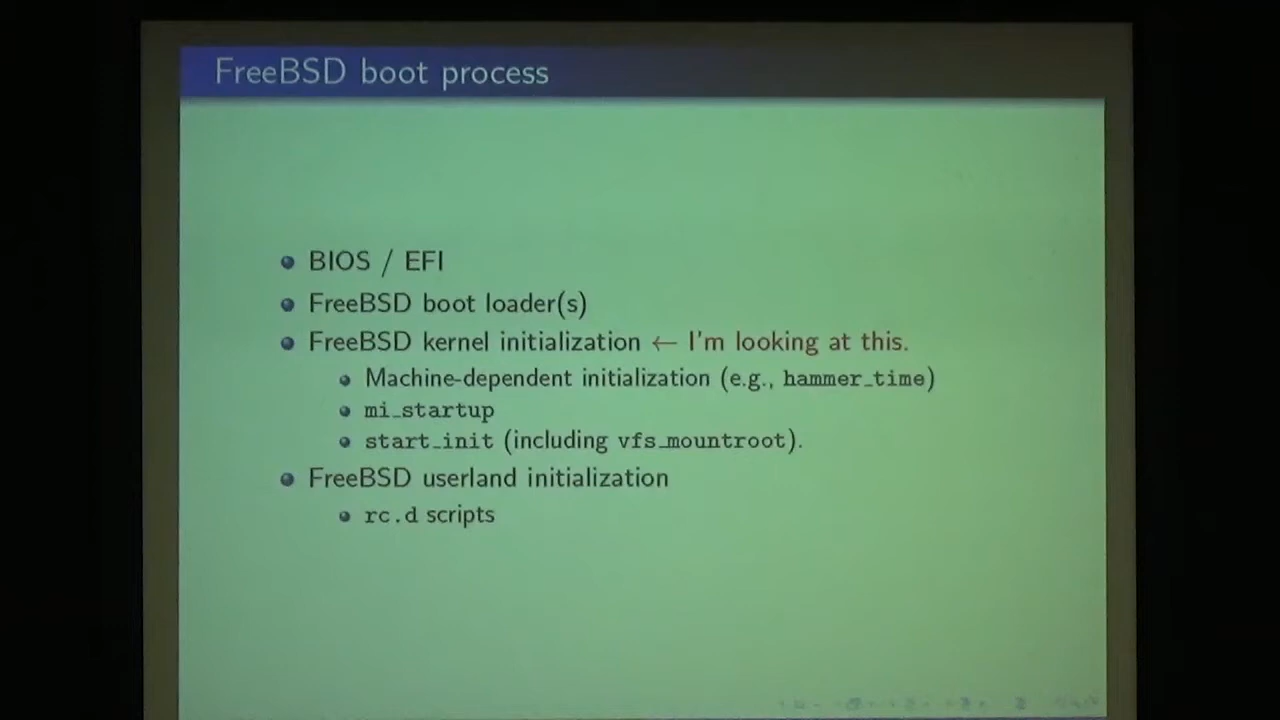 FreeBSD boot process
BIOS / EFI
FreeBSD boot loader(s)
FreeBSD kernel initialization ← I'm looking at this.
Machine-dependent initialization (e.g., hammer_time)
mi_startup
start_init (including vfs_mountroot).
FreeBSD userland initialization
rc.d scripts